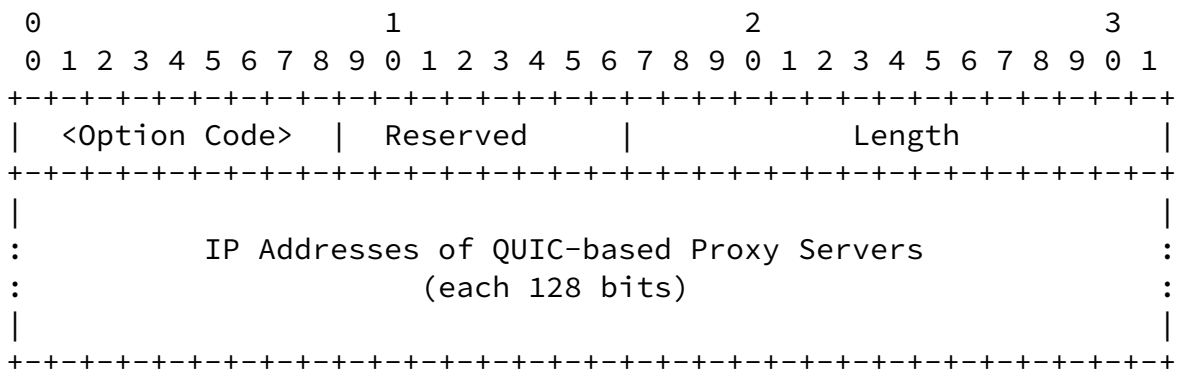 0                   1                   2                   3
 0 1 2 3 4 5 6 7 8 9 0 1 2 3 4 5 6 7 8 9 0 1 2 3 4 5 6 7 8 9 0 1
+-+-+-+-+-+-+-+-+-+-+-+-+-+-+-+-+-+-+-+-+-+-+-+-+-+-+-+-+-+-+-+-+
|  <Option Code>  |  Reserved     |            Length           |
+-+-+-+-+-+-+-+-+-+-+-+-+-+-+-+-+-+-+-+-+-+-+-+-+-+-+-+-+-+-+-+-+
|                                                               |
:          IP Addresses of QUIC-based Proxy Servers             :
:                      (each 128 bits)                          :
|                                                               |
+-+-+-+-+-+-+-+-+-+-+-+-+-+-+-+-+-+-+-+-+-+-+-+-+-+-+-+-+-+-+-+-+